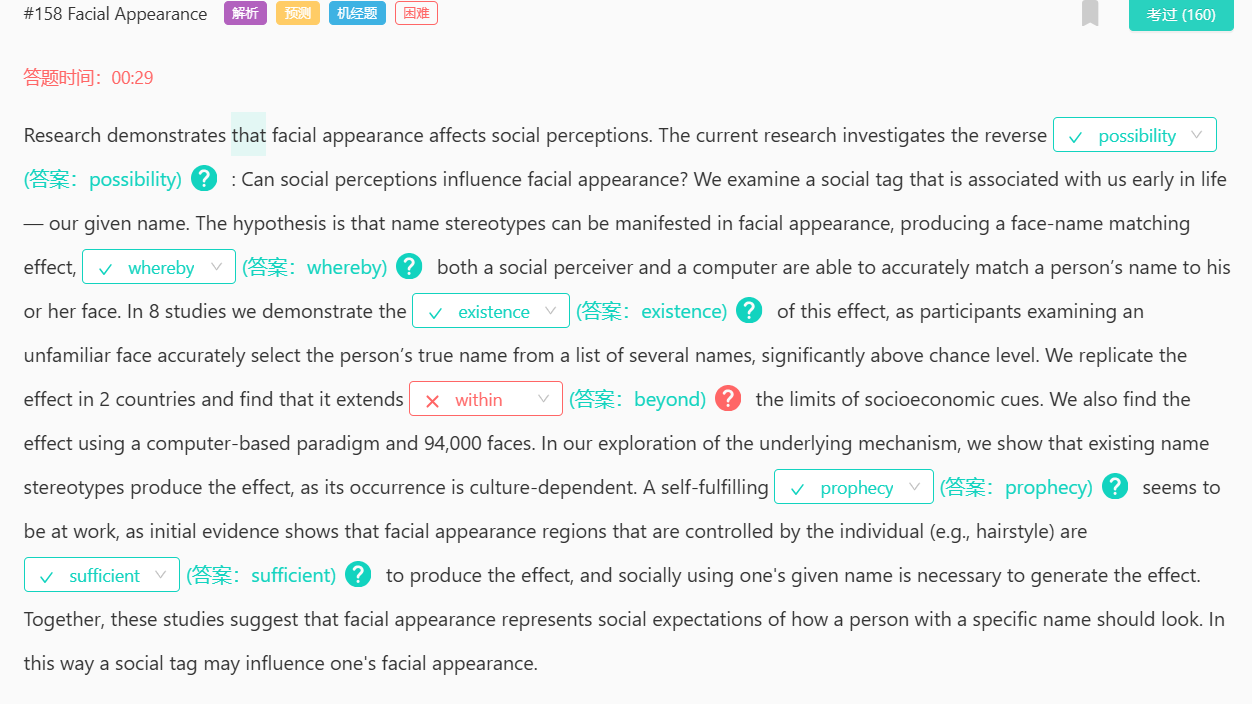 #158 Facial Appearance 解析 预测 机经题 困难 考过 (160)
答题时间：00:29
Research demonstrates that facial appearance affects social perceptions. The current research investigates the reverse possibility
(答案：possibility) ? : Can social perceptions influence facial appearance? We examine a social tag that is associated with us early in life
— our given name. The hypothesis is that name stereotypes can be manifested in facial appearance, producing a face-name matching
effect, whereby (答案：whereby) ? both a social perceiver and a computer are able to accurately match a person’s name to his
or her face. In 8 studies we demonstrate the existence (答案：existence) ? of this effect, as participants examining an
unfamiliar face accurately select the person’s true name from a list of several names, significantly above chance level. We replicate the
effect in 2 countries and find that it extends within (答案：beyond) ? the limits of socioeconomic cues. We also find the
effect using a computer-based paradigm and 94,000 faces. In our exploration of the underlying mechanism, we show that existing name
stereotypes produce the effect, as its occurrence is culture-dependent. A self-fulfilling prophecy (答案：prophecy) ? seems to
be at work, as initial evidence shows that facial appearance regions that are controlled by the individual (e.g., hairstyle) are
sufficient (答案：sufficient) ? to produce the effect, and socially using one's given name is necessary to generate the effect.
Together, these studies suggest that facial appearance represents social expectations of how a person with a specific name should look. In
this way a social tag may influence one's facial appearance.